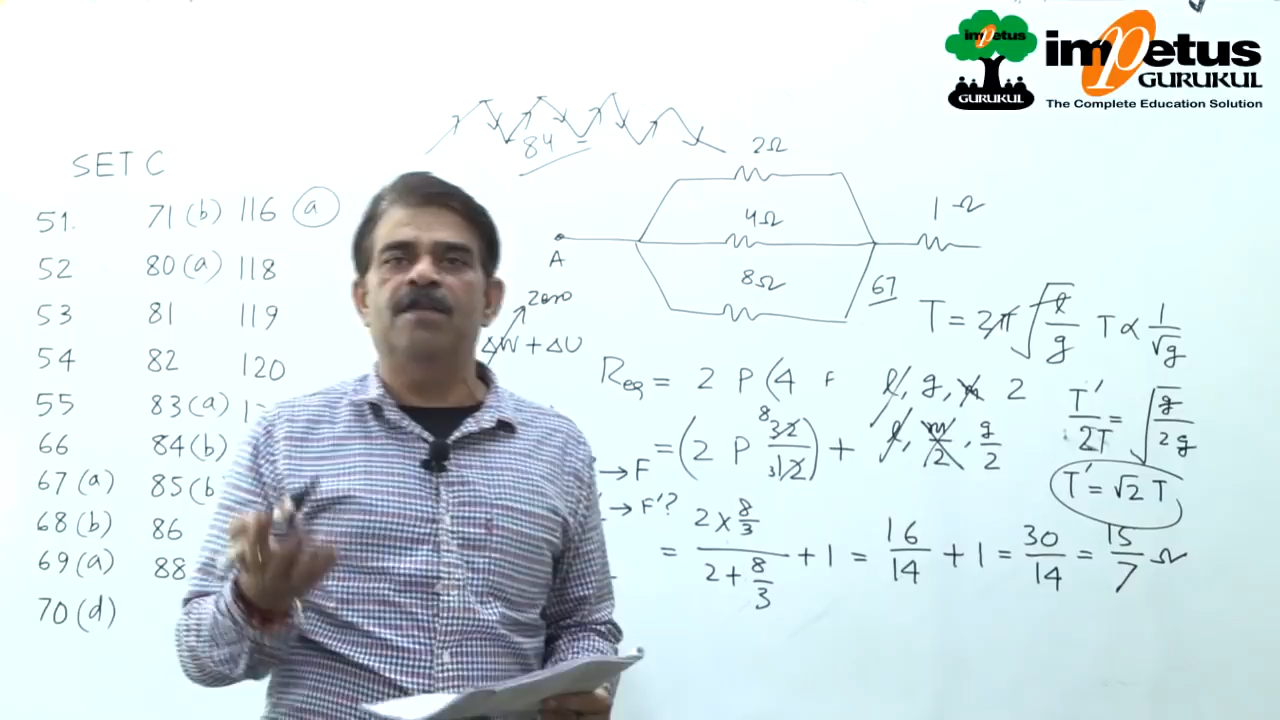 impetus
GURUKUL
impetus
GURUKUL
The Complete Education Solution
SET C
51. 71 (b) 116 (a)
52 80 (a) 118
53 81 119
54 82 120
55 83 (a)
66 84 (b)
67 (a) 85 (b
68 (b) 86
69 (a) 88
70 (d)
84
2Ω
4Ω
8Ω
1 Ω
A
67
Zero
ΔW + ΔU
T = 2π √(l/g) T ∝ 1/√g
Req = 2 P (4 F l, g, m 2
= (2 P 8 32/3 12) + l, m/2, g/2
→ F
→ F'?
T'/2T = √(g/2g)
T' = √2 T
= (2 × 8/3)/(2 + 8/3) + 1 = 16/14 + 1 = 30/14 = 15/7 Ω